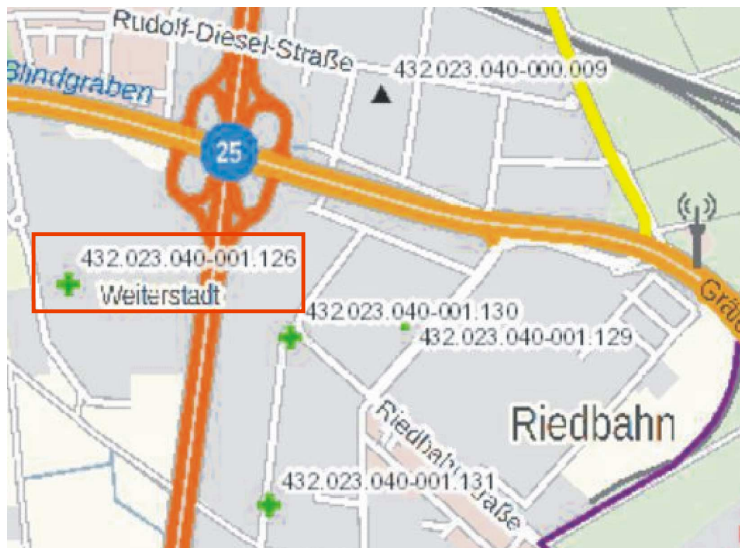 Rudolf-Diesel-Straße
432.023.040-000.009
Blindgraben
25
432.023.040-001.126
Weiterstadt
432.023.040-001.130
432.023.040-001.129
Riedbahn
Riedbahnstraße
432.023.040-001.131